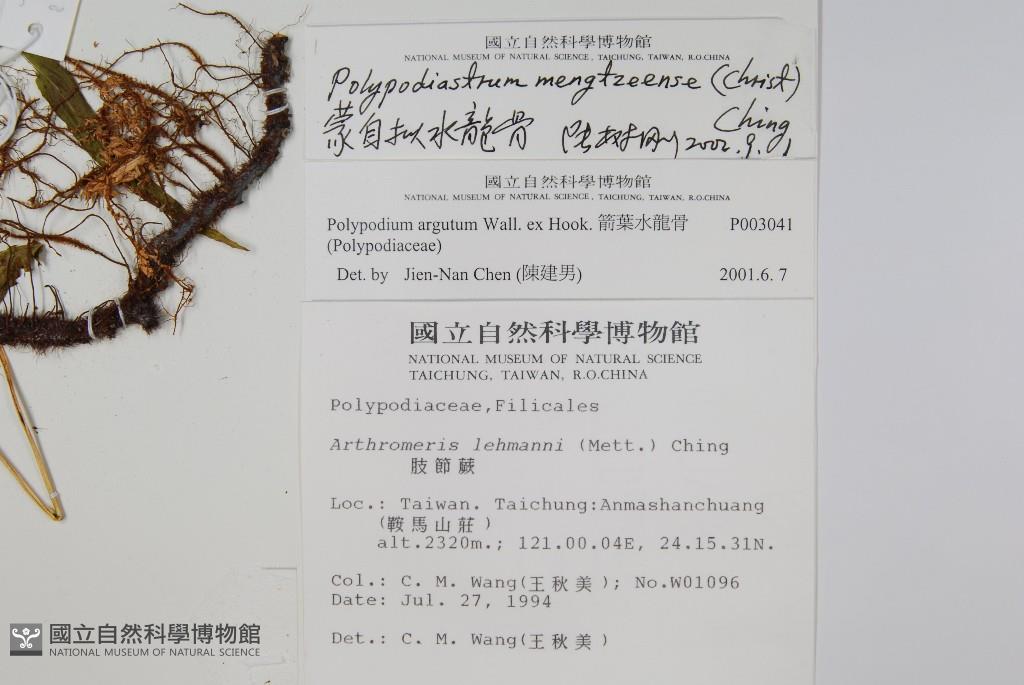 國立自然科學博物館
NATIONAL MUSEUM OF NATURAL SCIENCE, TAICHUNG, TAIWAN, R.O.CHINA
Polypodiastrum mengtzeense (Christ)
Ching
蒙自拟水龍骨 2002.9.
國立自然科學博物館
NATIONAL MUSEUM OF NATURAL SCIENCE, TAICHUNG, TAIWAN, R.O.CHINA
Polypodium argutum Wall. ex Hook. 箭葉水龍骨 P003041
(Polypodiaceae)
Det. by Jien-Nan Chen (陳建男) 2001.6. 7
國立自然科學博物館
NATIONAL MUSEUM OF NATURAL SCIENCE
TAICHUNG, TAIWAN, R.O.CHINA
Polypodiaceae,Filicales
Arthromeris lehmanni (Mett.) Ching
肢節蕨
Loc.: Taiwan. Taichung:Anmashanchuang
(鞍馬山莊)
alt.2320m.; 121.00.04E, 24.15.31N.
Col.: C. M. Wang(王秋美); No.W01096
Date: Jul. 27, 1994
Det.: C. M. Wang(王秋美)
國立自然科學博物館
NATIONAL MUSEUM OF NATURAL SCIENCE